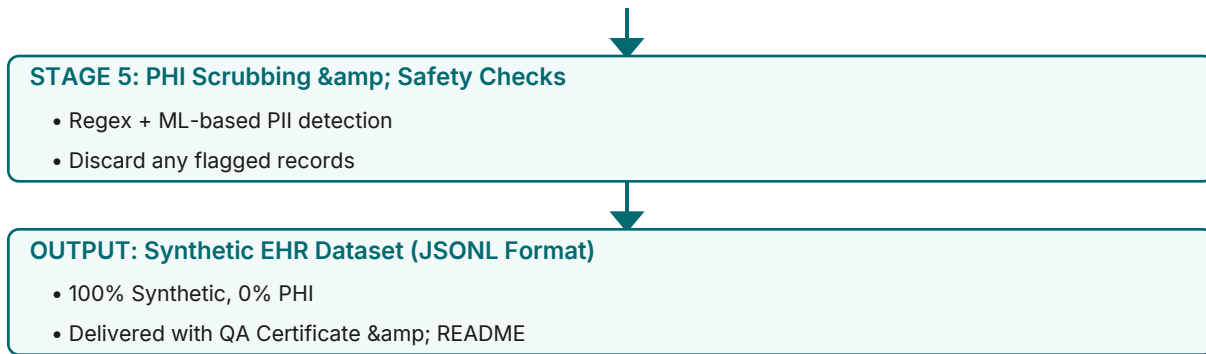 STAGE 5: PHI Scrubbing &amp; Safety Checks
• Regex + ML-based PII detection
• Discard any flagged records
OUTPUT: Synthetic EHR Dataset (JSONL Format)
• 100% Synthetic, 0% PHI
• Delivered with QA Certificate &amp; README